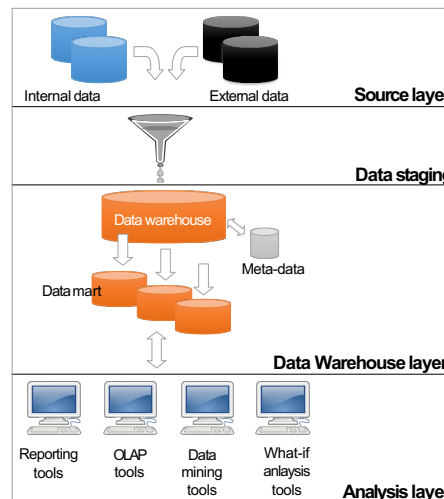 Internal data
External data
Source laye
Data staging
Data warehouse
Meta-data
Data mart
Data Warehouse layer
Reporting
tools
OLAP
tools
Data
mining tools
What-if
anlaysis tools
Analysis laye